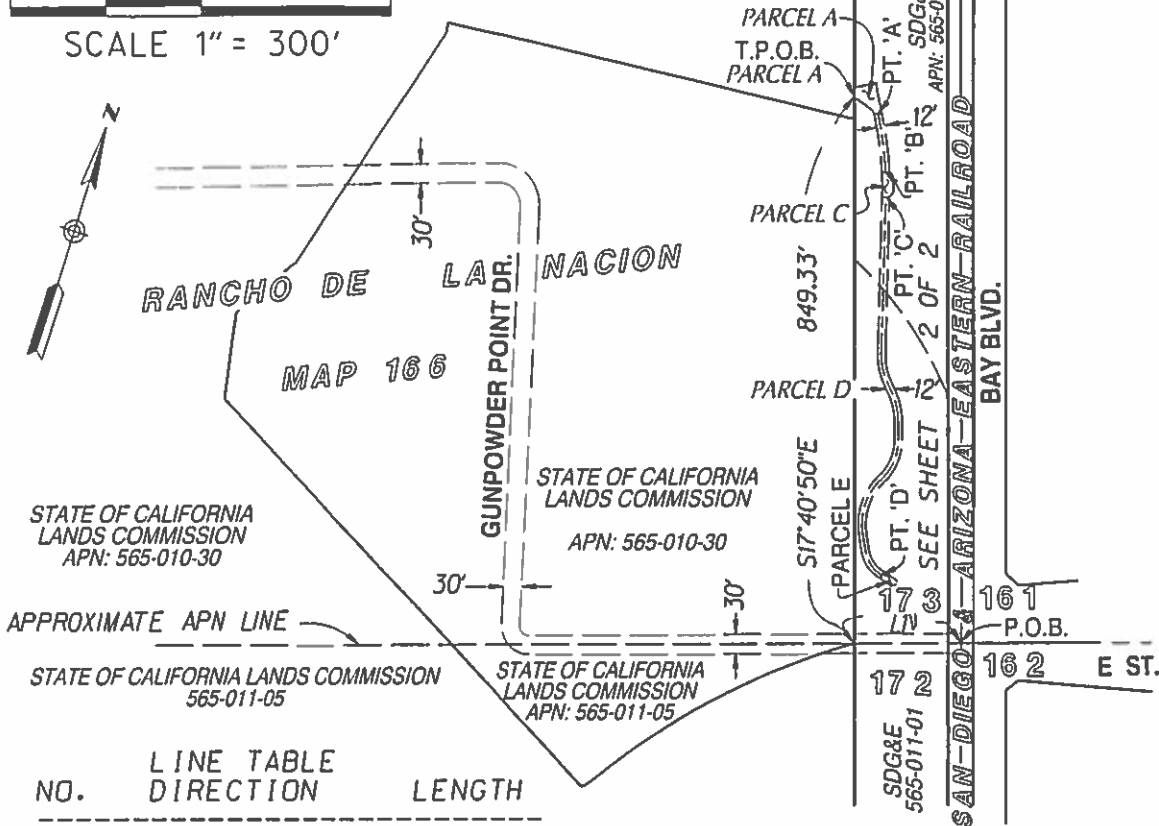 SCALE 1" = 300'
N
PARCEL A
T.P.O.B.
PARCEL A
PT. 'A'
12'
PT. 'B'
PARCEL C
PT. 'C'
30'
RANCHO DE LA NACION
MAP 166
GUNPOWDER POINT DR.
849.33'
PARCEL D
12'
SEE SHEET 2 OF 2
SAN DIEGO & ARIZONA EASTERN RAILROAD
BAY BLVD.
STATE OF CALIFORNIA
LANDS COMMISSION
APN: 565-010-30
STATE OF CALIFORNIA
LANDS COMMISSION
APN: 565-010-30
S17°40'50"E
PARCEL E
PT. 'D'
30'
30'
173
161
APPROXIMATE APN LINE
P.O.B.
E ST.
STATE OF CALIFORNIA LANDS COMMISSION
565-011-05
STATE OF CALIFORNIA
LANDS COMMISSION
APN: 565-011-05
172
162
SDG&E
565-011-01
LINE TABLE
NO. DIRECTION LENGTH